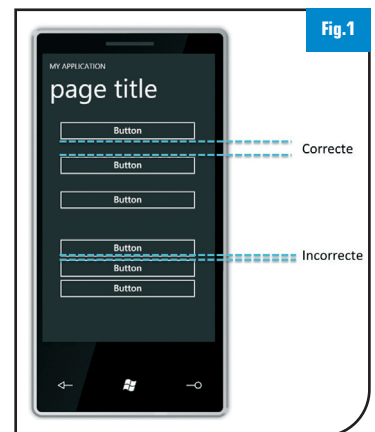 Fig.1
MY APPLICATION
page title
Button
Correcte
Button
Button
Button
Incorrecte
Button
Button